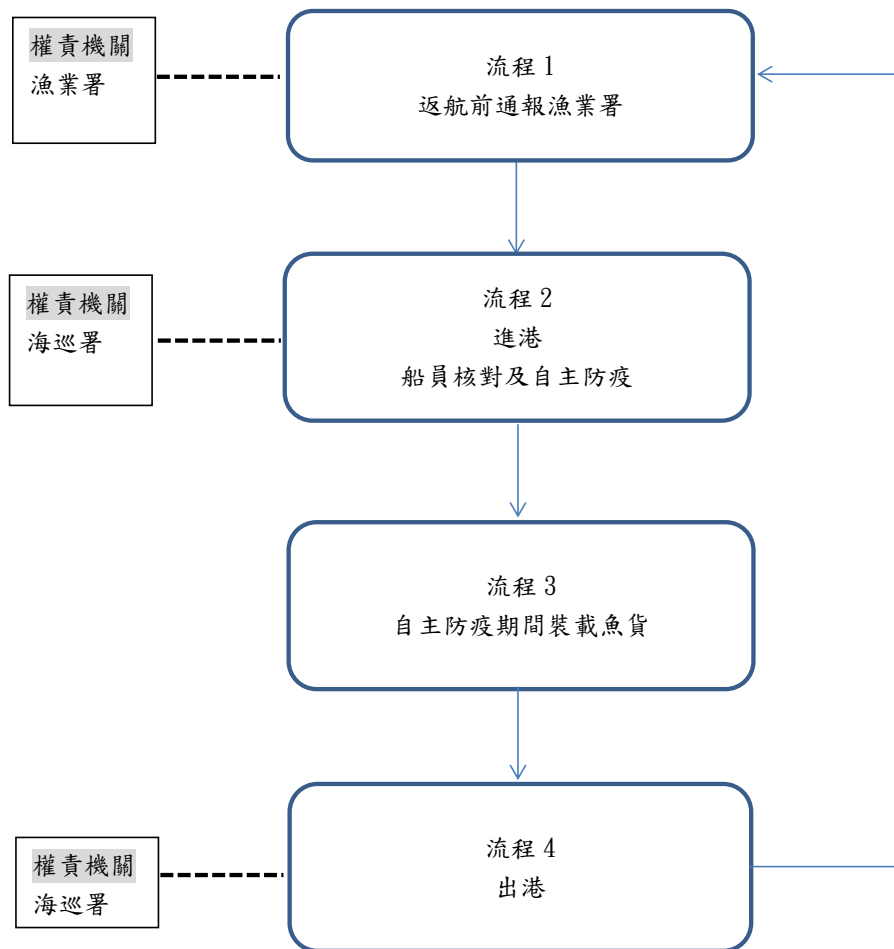 權責機關
漁業署
流程 1
返航前通報漁業署
權責機關
海巡署
流程 2
進港
船員核對及自主防疫
流程 3
自主防疫期間裝載魚貨
權責機關
海巡署
流程 4
出港